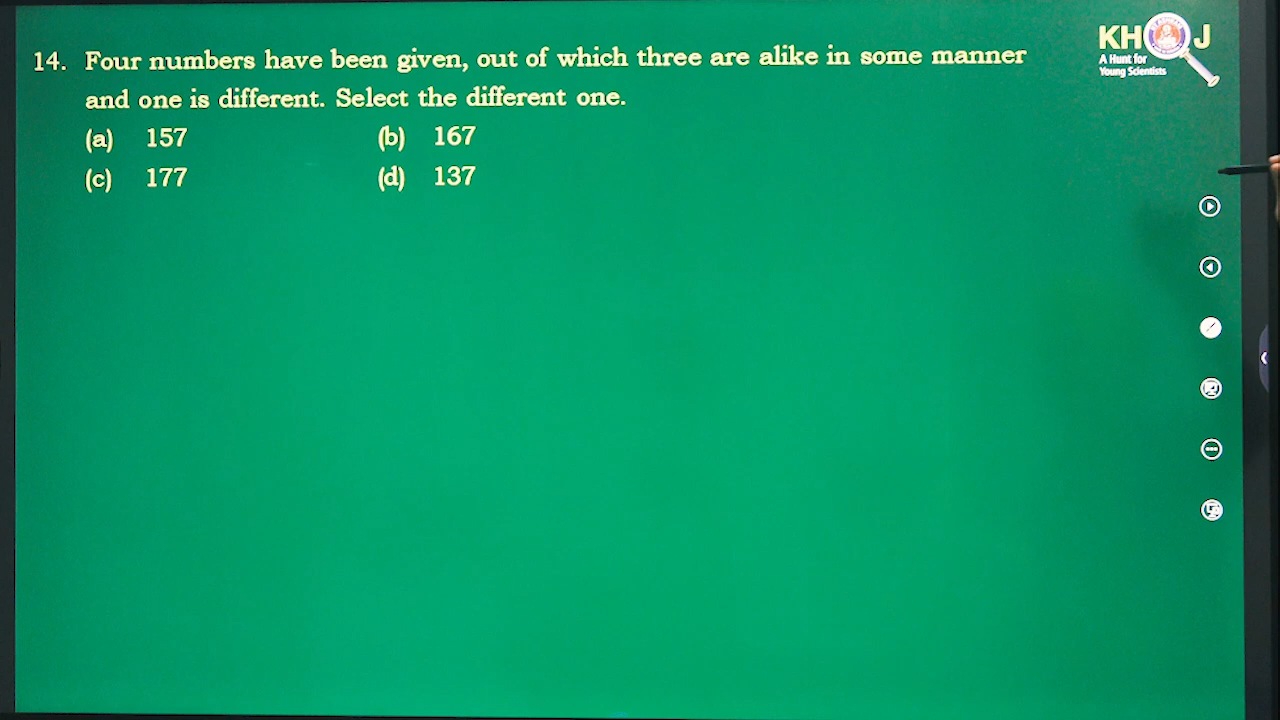 KHOJ
A Hunt for
Young Scientists
14. Four numbers have been given, out of which three are alike in some manner
and one is different. Select the different one.
(a) 157 (b) 167
(c) 177 (d) 137